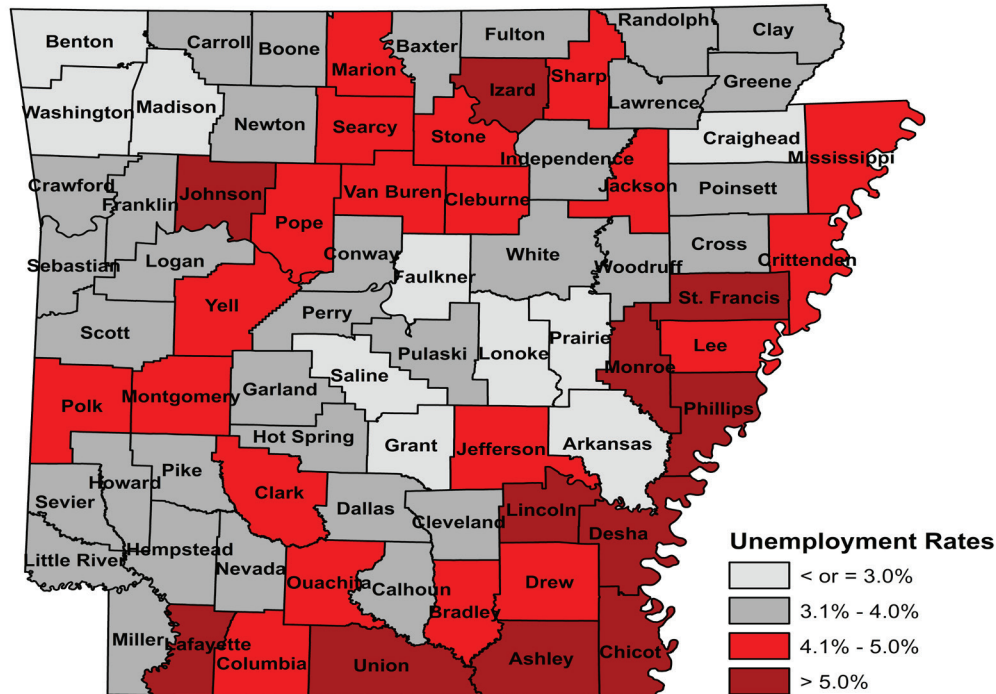 Benton
Carroll
Boone
Marion
Baxter
Fulton
Randolph
Clay
Sharp
Izard
Greene
Lawrence
Washington
Madison
Newton
Searcy
Stone
Craighead
Mississippi
Independence
Crawford
Franklin
Johnson
Pope
Van Buren
Cleburne
Jackson
Poinsett
Sebastian
Logan
Conway
Faulkner
White
Woodruff
Cross
Crittenden
Yell
St. Francis
Scott
Perry
Pulaski
Lonoke
Prairie
Lee
Monroe
Saline
Polk
Montgomery
Garland
Phillips
Hot Spring
Grant
Jefferson
Arkansas
Howard
Pike
Clark
Sevier
Dallas
Cleveland
Lincoln
Desha
Little River
Hempstead
Nevada
Ouachita
Calhoun
Bradley
Drew
Miller
Lafayette
Columbia
Union
Ashley
Chicot
Unemployment Rates
< or = 3.0%
3.1% - 4.0%
4.1% - 5.0%
> 5.0%